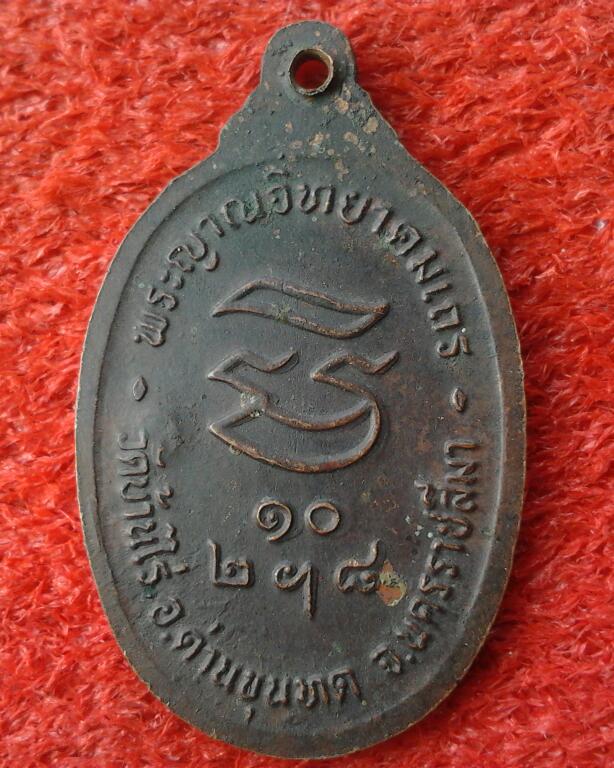 พระญาณวิทยาคมเถร
๑๐
๒ ฯ ๘
วัดบ้านไร่ อ.ด่านขุนทด จ.นครราชสีมา